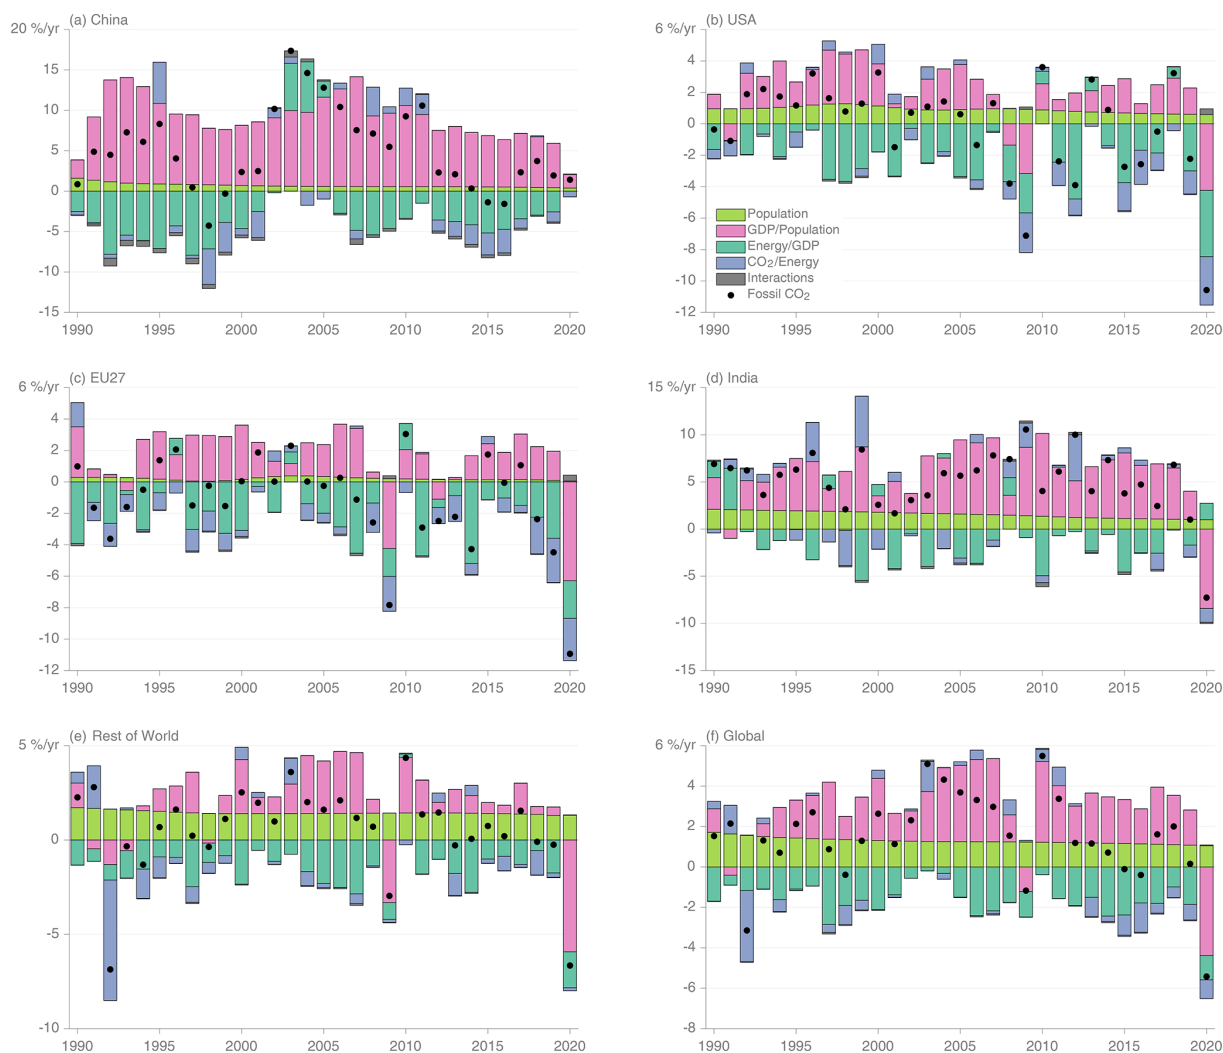 (a) China
20 %/yr
15
10
5
0
-5
-10
-15
1990 1995 2000 2005 2010 2015 2020
(b) USA
6 %/yr
4
2
0
-2
-4
-6
-8
-10
-12
Population
GDP/Population
Energy/GDP
CO2/Energy
Interactions
Fossil CO2
1990 1995 2000 2005 2010 2015 2020
(c) EU27
6 %/yr
4
2
0
-2
-4
-6
-8
-10
-12
1990 1995 2000 2005 2010 2015 2020
(d) India
15 %/yr
10
5
0
-5
-10
-15
1990 1995 2000 2005 2010 2015 2020
(e) Rest of World
5 %/yr
0
-5
-10
1990 1995 2000 2005 2010 2015 2020
(f) Global
6 %/yr
4
2
0
-2
-4
-6
-8
1990 1995 2000 2005 2010 2015 2020